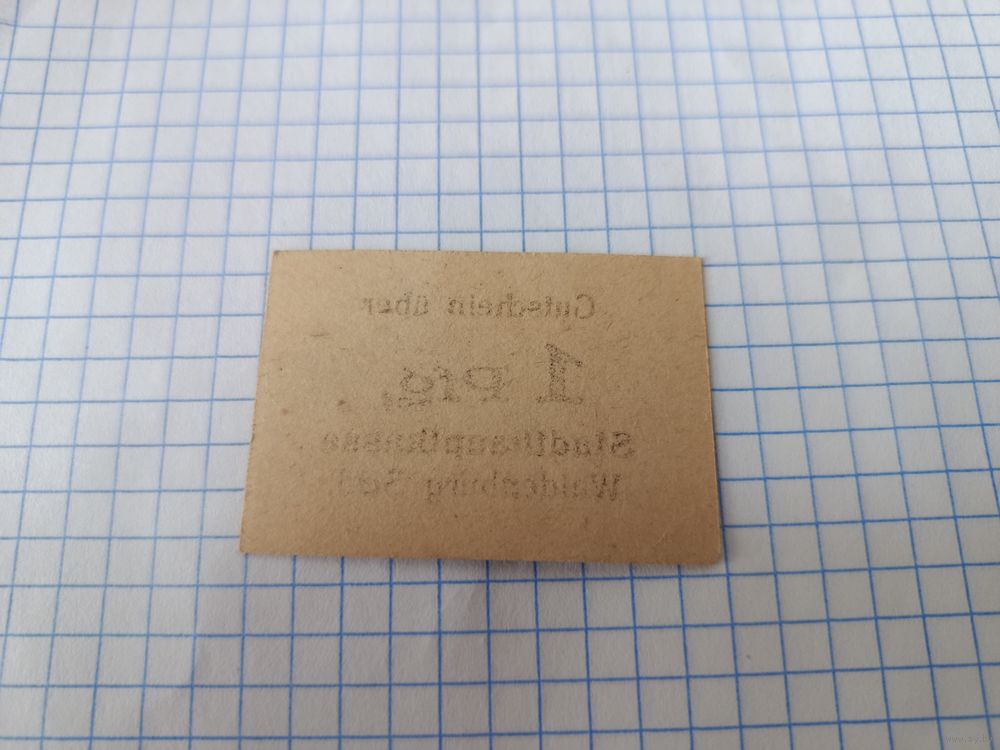 Gutschein über
1 Pfg.
Stadthauptkasse
Waldenburg